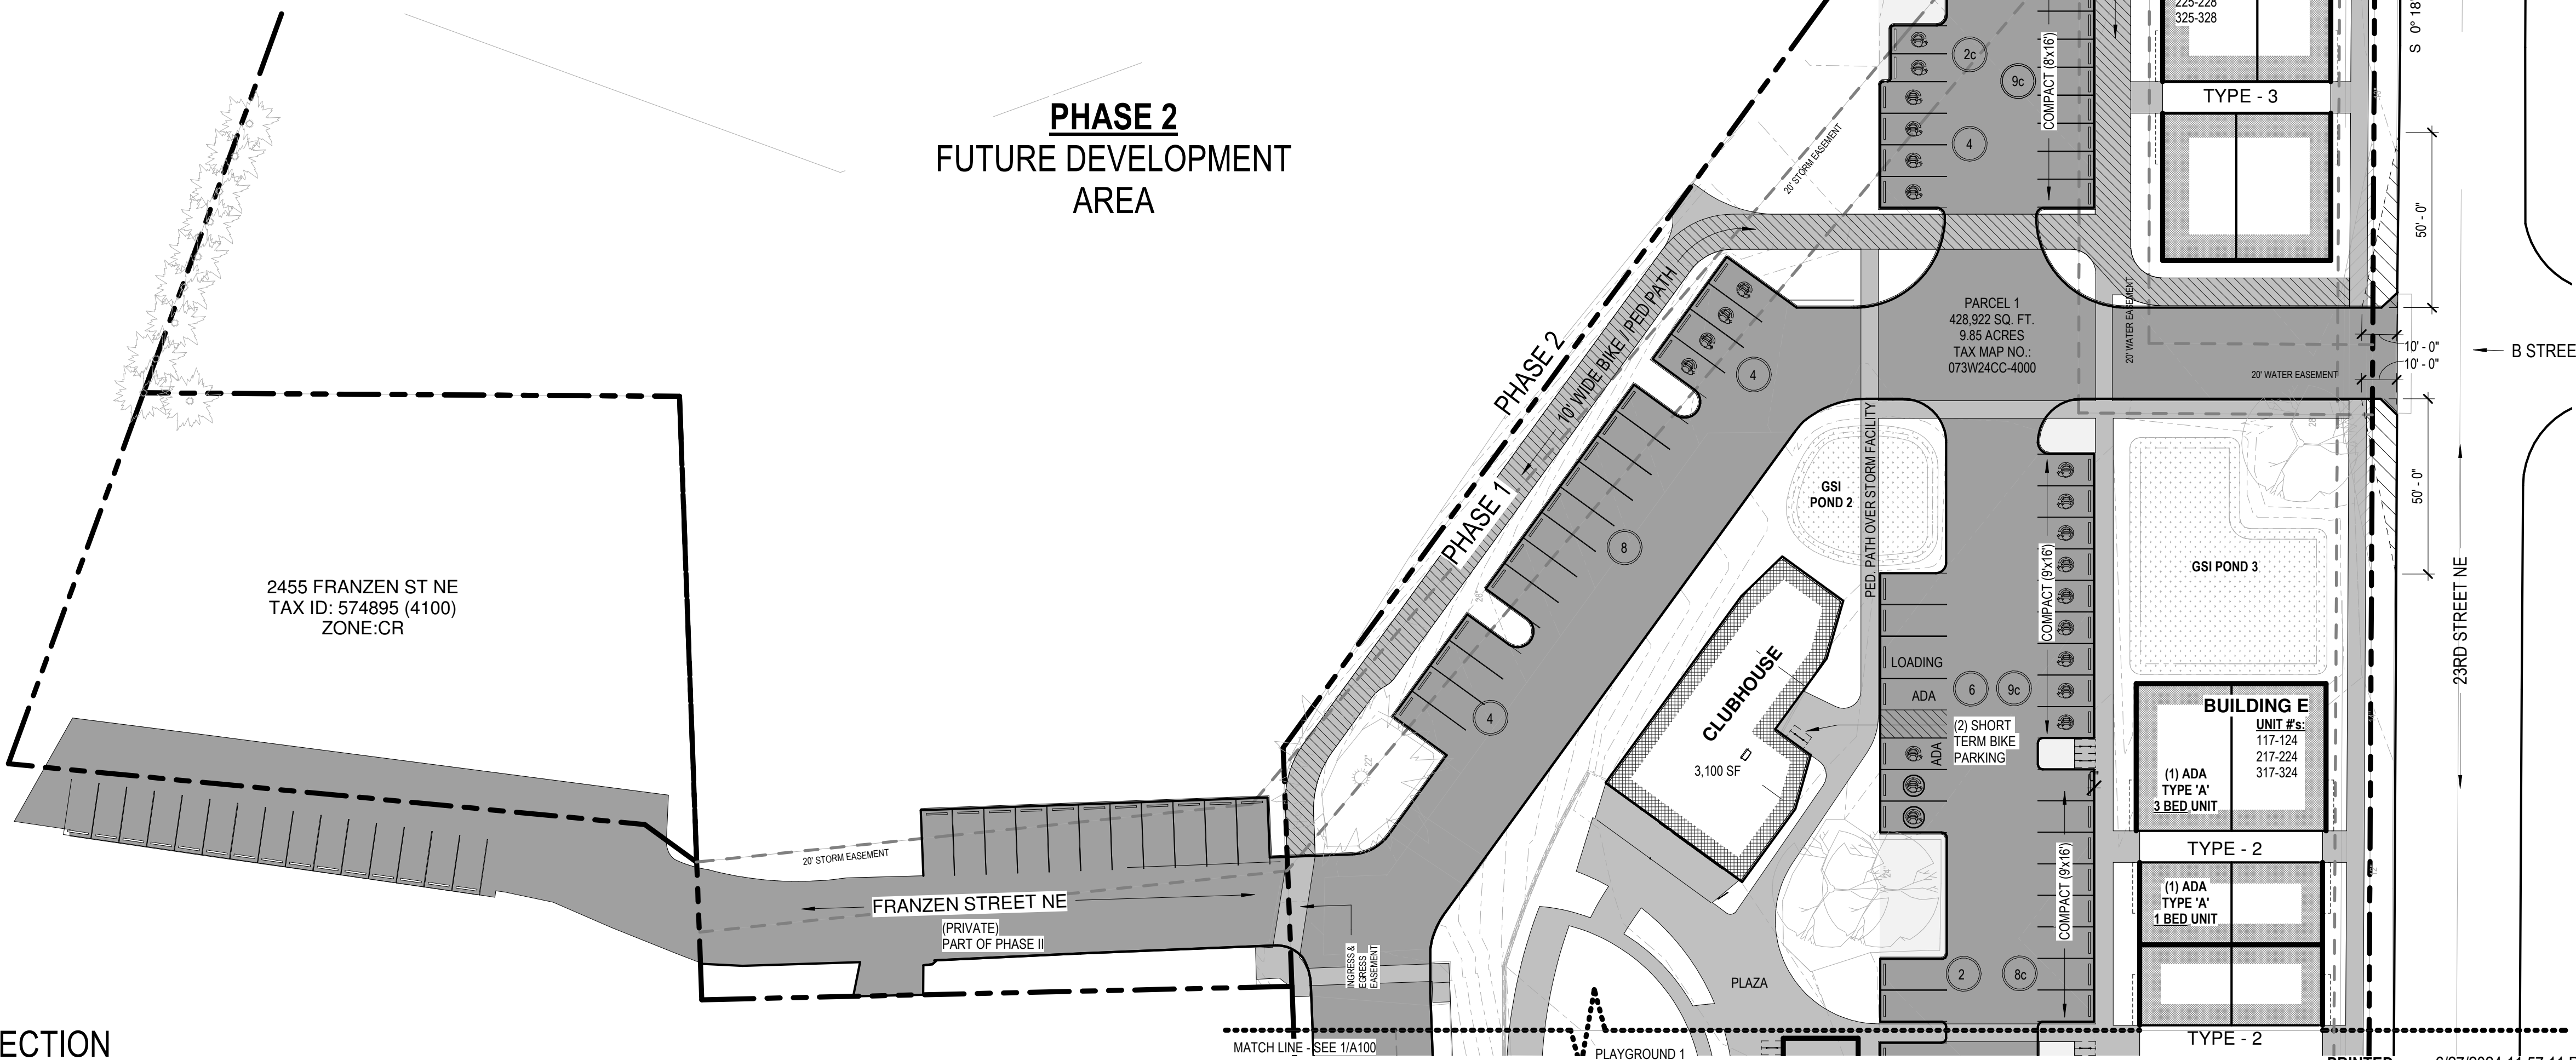 PHASE 2
FUTURE DEVELOPMENT
AREA
225-228
325-328
TYPE - 3
COMPACT (8'x16')
2c
9c
4
20' STORM EASEMENT
S 0° 18'
50' - 0"
10' WIDE BIKE / PED PATH
PARCEL 1
428,922 SQ. FT.
9.85 ACRES
TAX MAP NO.:
073W24CC-4000
20' WATER EASEMENT
20' WATER EASEMENT
10' - 0"
10' - 0"
B STREE
PHASE 2
PHASE 1
4
8
4
GSI
POND 2
PED. PATH OVER STORM FACILITY
COMPACT (9'x16')
GSI POND 3
50' - 0"
23RD STREET NE
2455 FRANZEN ST NE
TAX ID: 574895 (4100)
ZONE:CR
CLUBHOUSE
3,100 SF
LOADING
ADA
6
9c
ADA
(2) SHORT
TERM BIKE
PARKING
BUILDING E
UNIT #'s:
117-124
217-224
317-324
(1) ADA
TYPE 'A'
3 BED UNIT
TYPE - 2
(1) ADA
TYPE 'A'
1 BED UNIT
COMPACT (9'x16')
22"
24"
28"
26"
20' STORM EASEMENT
FRANZEN STREET NE
(PRIVATE)
PART OF PHASE II
INGRESS &
EGRESS
EASEMENT
PLAZA
2
8c
TYPE - 2
ECTION
MATCH LINE - SEE 1/A100
PLAYGROUND 1